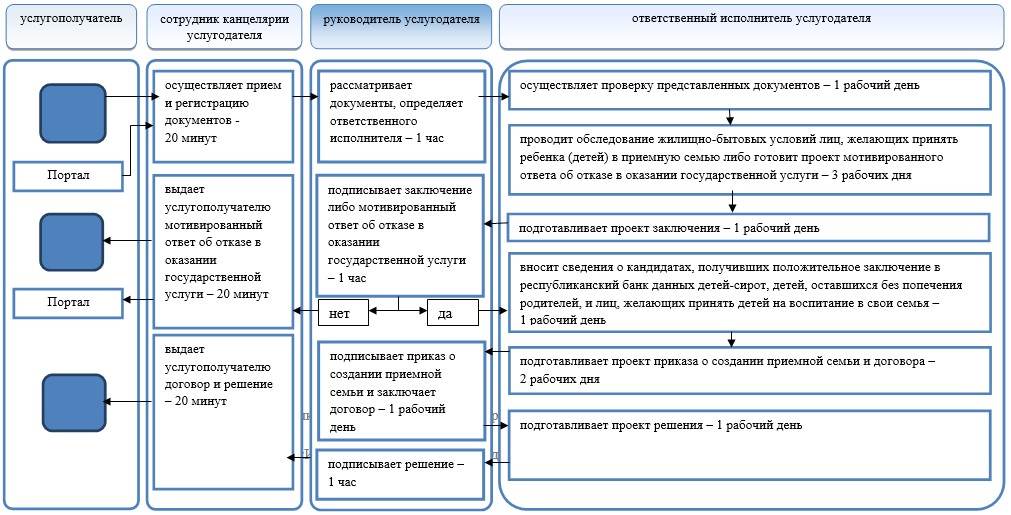 услугополучатель
сотрудник канцелярии
услугодателя
руководитель услугодателя
ответственный исполнитель услугодателя
осуществляет прием
и регистрацию
документов -
20 минут
рассматривает
документы, определяет
ответственного
исполнителя – 1 час
осуществляет проверку представленных документов – 1 рабочий день
Портал
проводит обследование жилищно-бытовых условий лиц, желающих принять
ребенка (детей) в приемную семью либо готовит проект мотивированного
ответа об отказе в оказании государственной услуги – 3 рабочих дня
выдает
услугополучателю
мотивированный
ответ об отказе в
оказании
государственной
услуги – 20 минут
подписывает заключение
либо мотивированный
ответ об отказе в
оказании
государственной услуги
– 1 час
подготавливает проект заключения – 1 рабочий день
Портал
нет
да
вносит сведения о кандидатах, получивших положительное заключение в
республиканский банк данных детей-сирот, детей, оставшихся без попечения
родителей, и лиц, желающих принять детей на воспитание в свои семья –
1 рабочий день
выдает
услугополучателю
договор и решение
– 20 минут
подписывает приказ о
создании приемной
семьи и заключает
договор – 1 рабочий
день
подготавливает проект приказа о создании приемной семьи и договора –
2 рабочих дня
подготавливает проект решения – 1 рабочий день
подписывает решение –
1 час